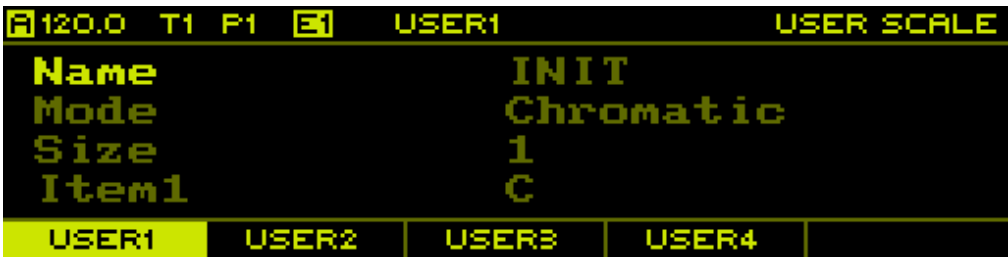 A 120.0 T1 P1 E1 USER1 USER SCALE
Name INIT
Mode Chromatic
Size 1
Item1 C
USER1 USER2 USER3 USER4